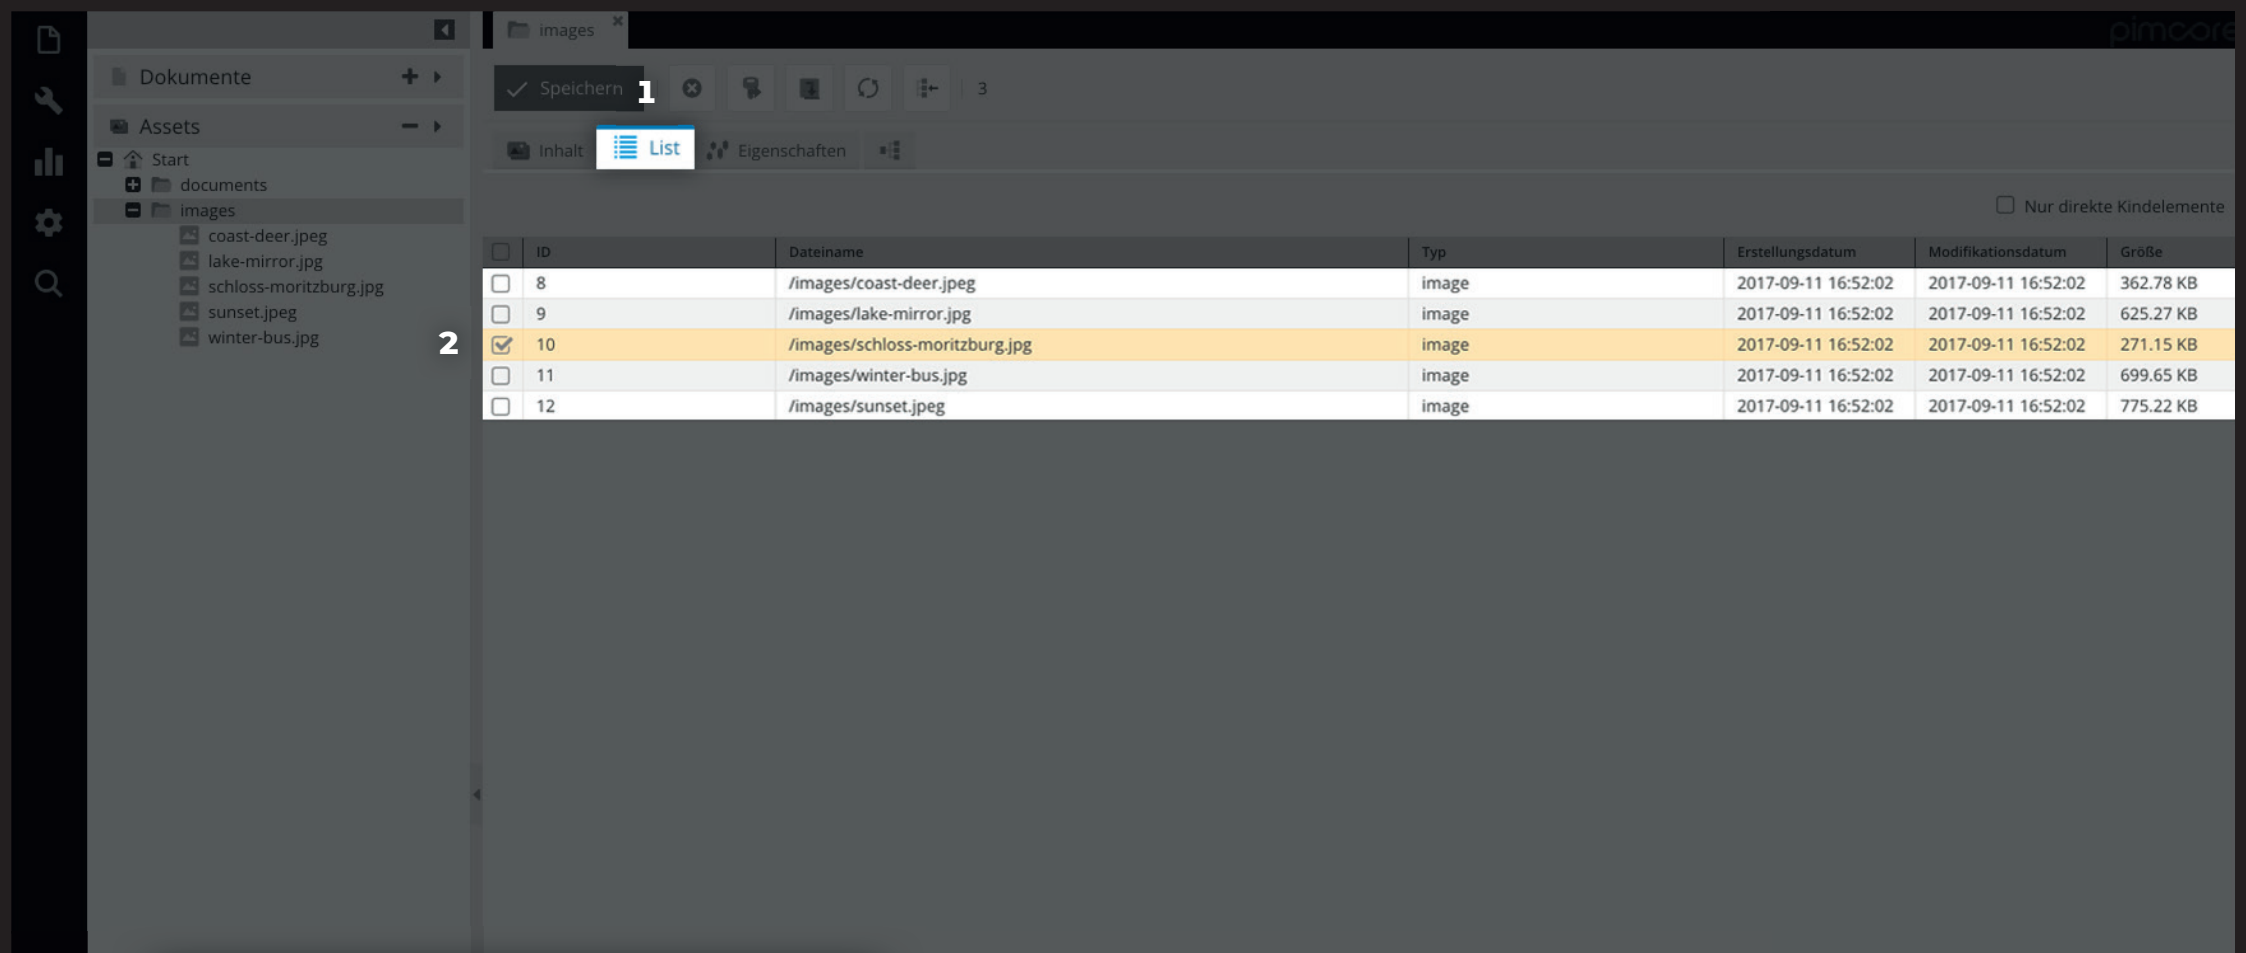 images
pimcore
Dokumente
Speichern 1 3
Assets
Inhalt List Eigenschaften
Start
documents
images
Nur direkte Kindelemente
coast-deer.jpeg
lake-mirror.jpg
schloss-moritzburg.jpg
sunset.jpeg
winter-bus.jpg
2
ID Dateiname Typ Erstellungsdatum Modifikationsdatum Größe
8 /images/coast-deer.jpeg image 2017-09-11 16:52:02 2017-09-11 16:52:02 362.78 KB
9 /images/lake-mirror.jpg image 2017-09-11 16:52:02 2017-09-11 16:52:02 625.27 KB
10 /images/schloss-moritzburg.jpg image 2017-09-11 16:52:02 2017-09-11 16:52:02 271.15 KB
11 /images/winter-bus.jpg image 2017-09-11 16:52:02 2017-09-11 16:52:02 699.65 KB
12 /images/sunset.jpeg image 2017-09-11 16:52:02 2017-09-11 16:52:02 775.22 KB